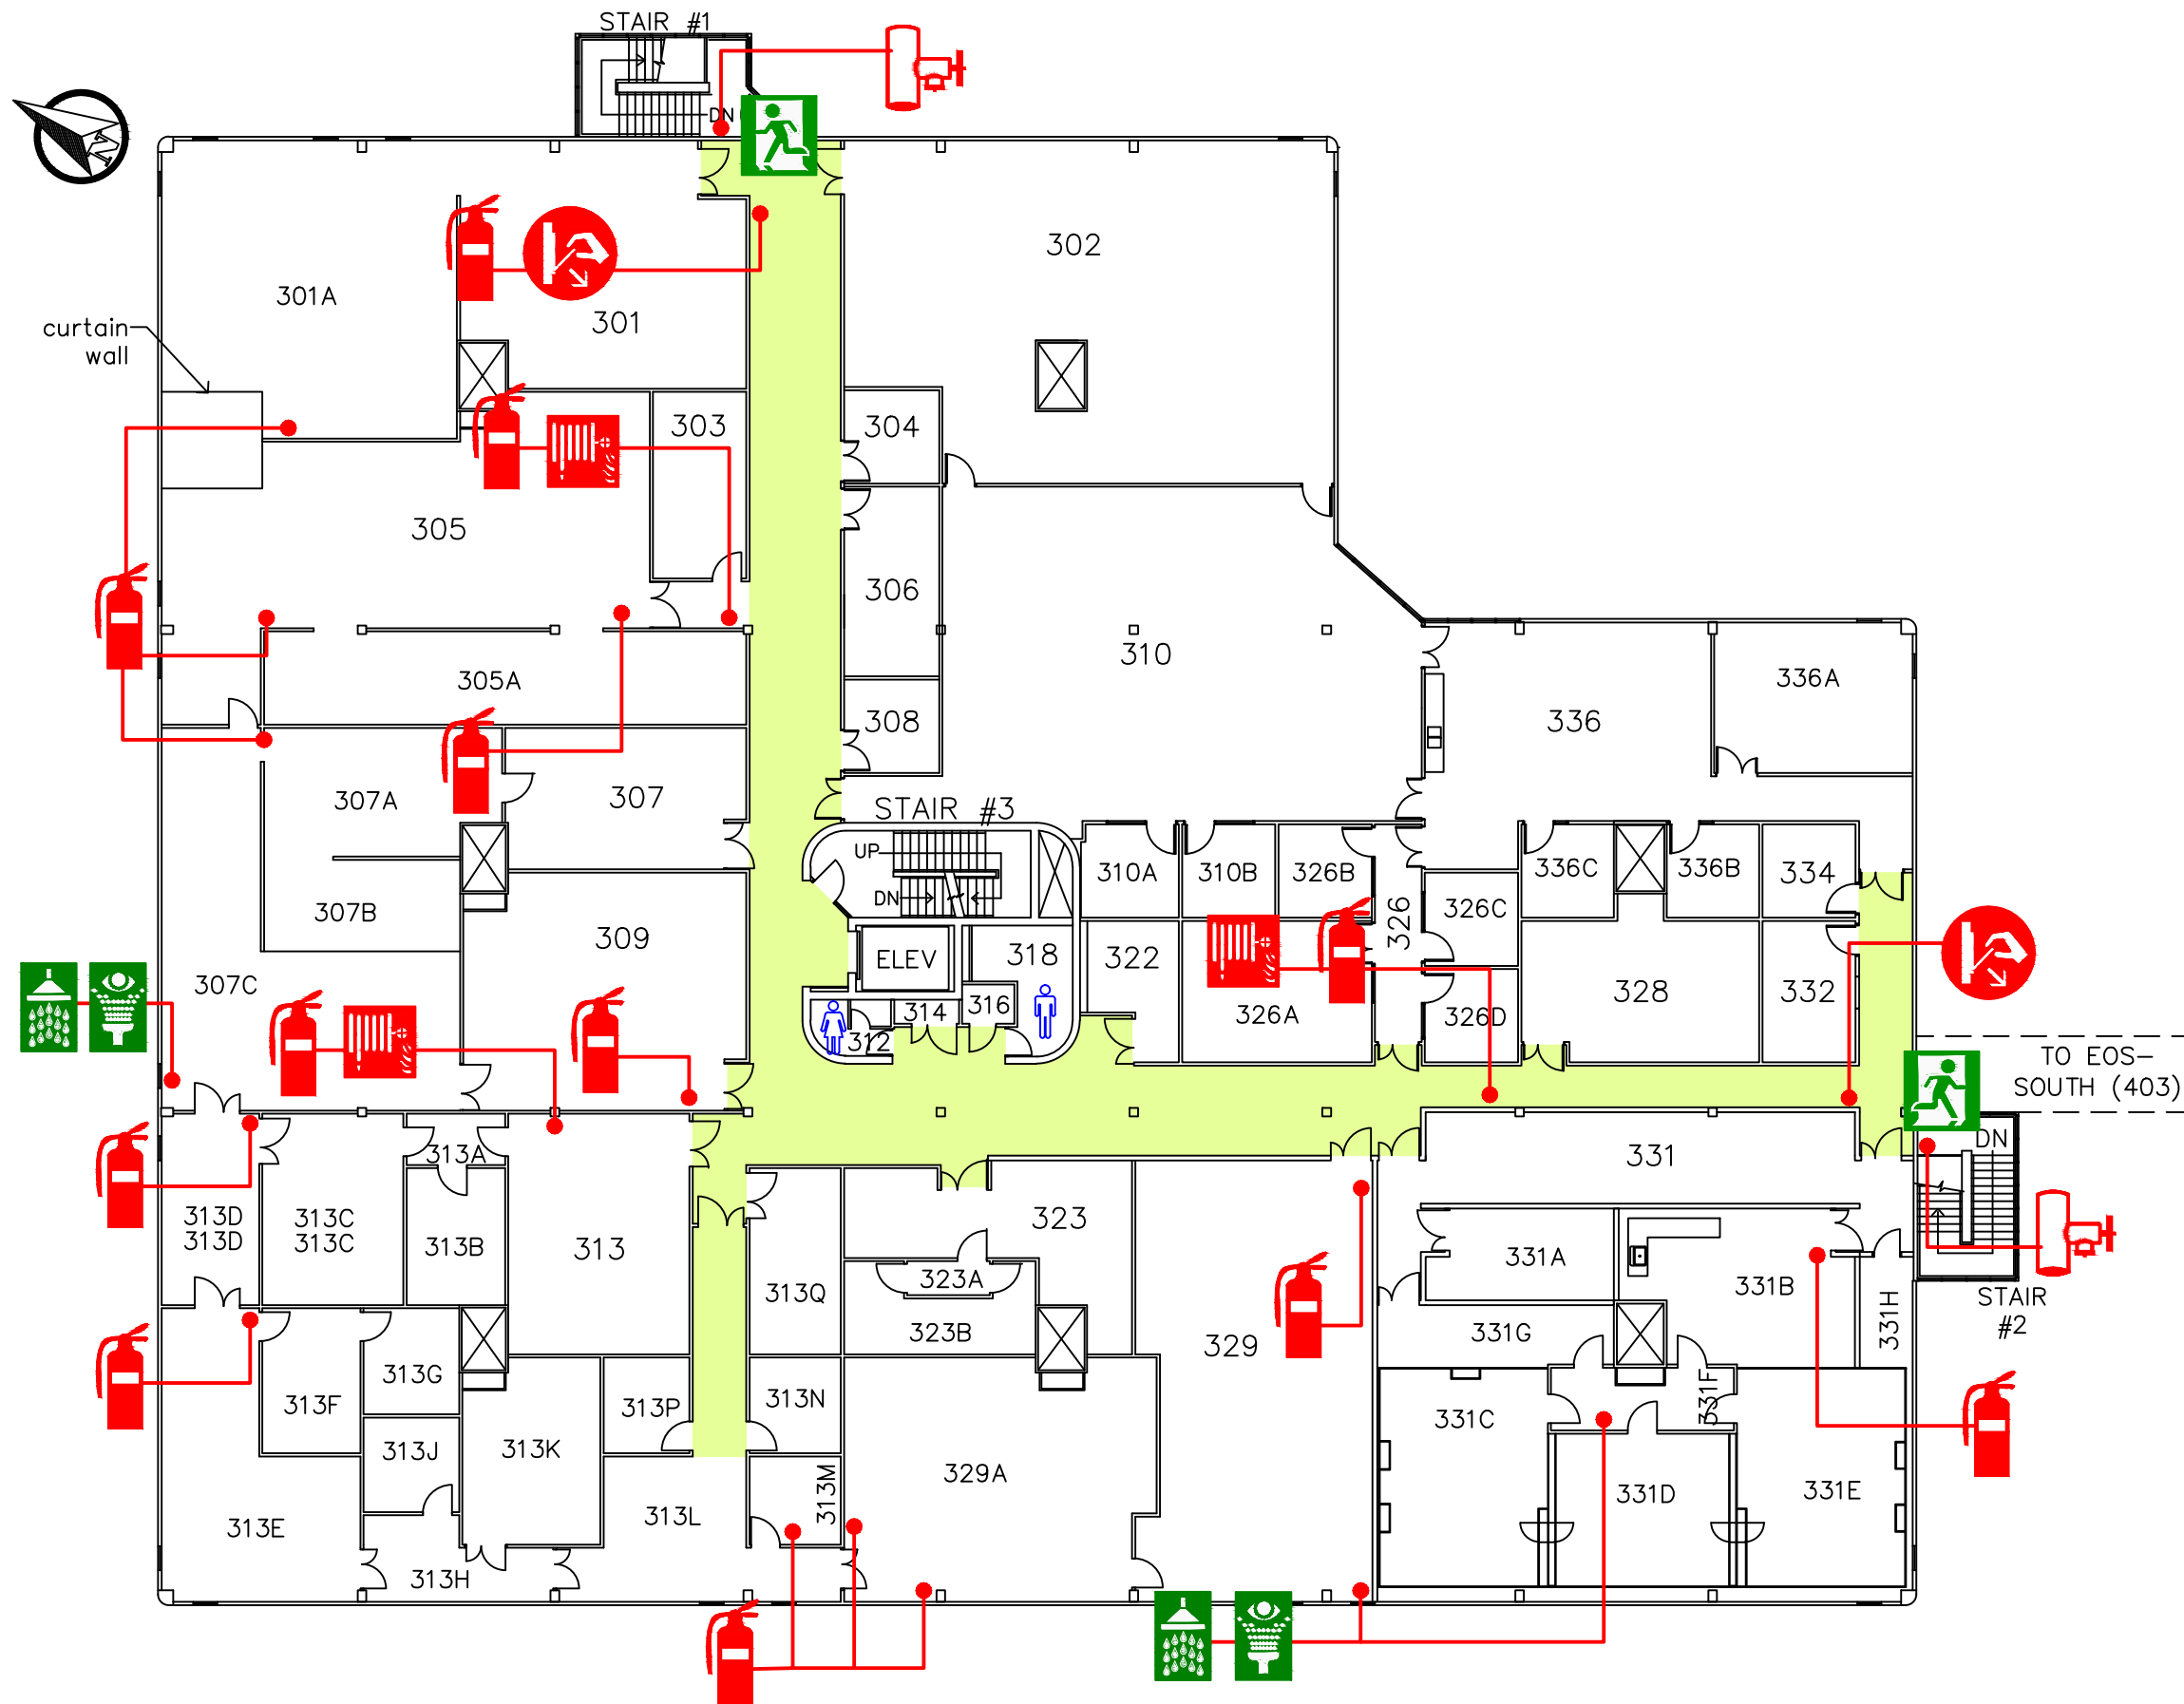 STAIR #1
DN
N
302
301A
301
curtain
wall
303
304
305
306
310
305A
336A
308
336
307A
307
STAIR #3
UP
310A
310B
326B
336C
336B
334
DN
307B
326C
326
309
ELEV
318
322
332
328
307C
314
316
326A
326D
312
TO EOS-
SOUTH (403)
DN
313A
331
313D
313C
313D
313C
313B
313
323
331A
323A
331B
313Q
STAIR
#2
331H
323B
331G
329
313G
313F
313P
313N
331F
331C
313J
313K
329A
331D
331E
313M
313L
313E
313H